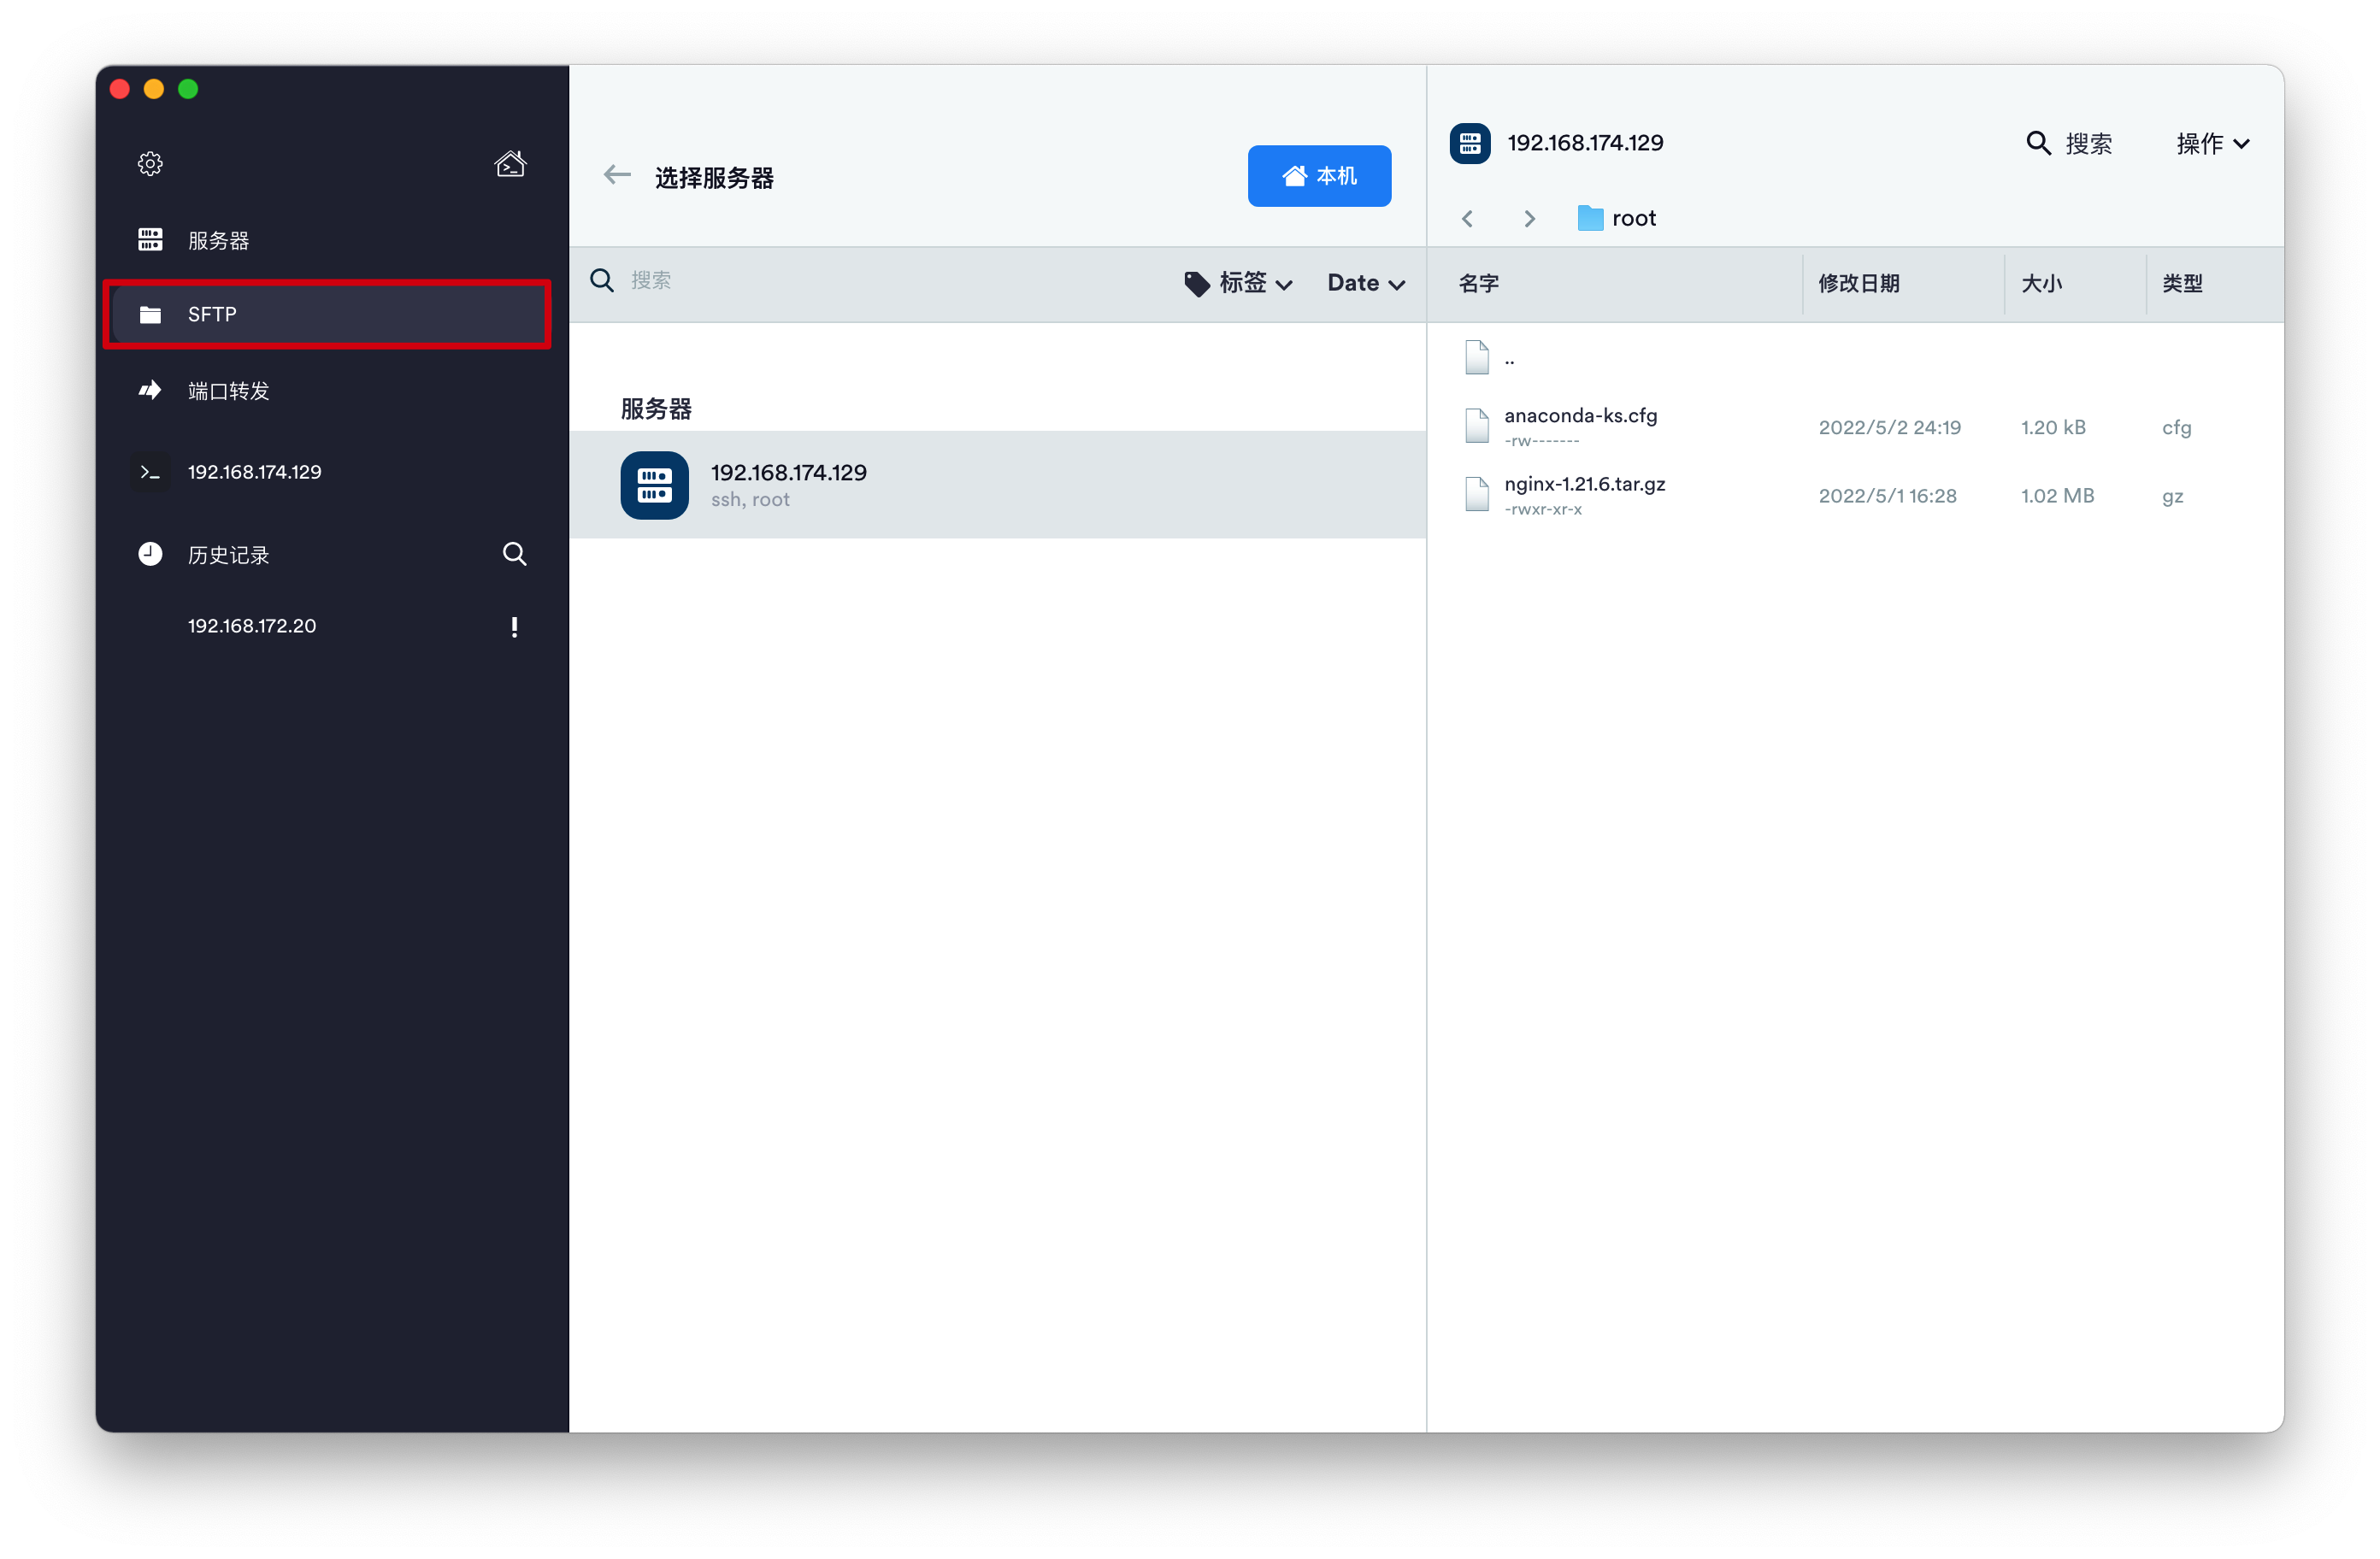 服务器
SFTP
端口转发
192.168.174.129
历史记录
192.168.172.20
选择服务器
本机
搜索
标签
Date
服务器
192.168.174.129
ssh, root
192.168.174.129
搜索
操作
root
名字 修改日期 大小 类型
..
anaconda-ks.cfg 2022/5/2 24:19 1.20 kB cfg
-rw-------
nginx-1.21.6.tar.gz 2022/5/1 16:28 1.02 MB gz
-rwxr-xr-x